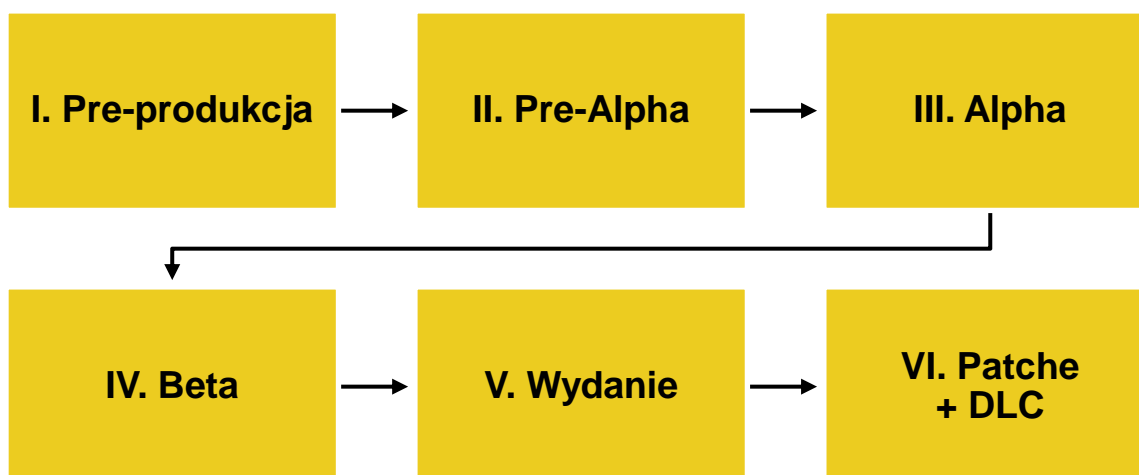 I. Pre-produkcja
II. Pre-Alpha
III. Alpha
IV. Beta
V. Wydanie
VI. Patche
+ DLC